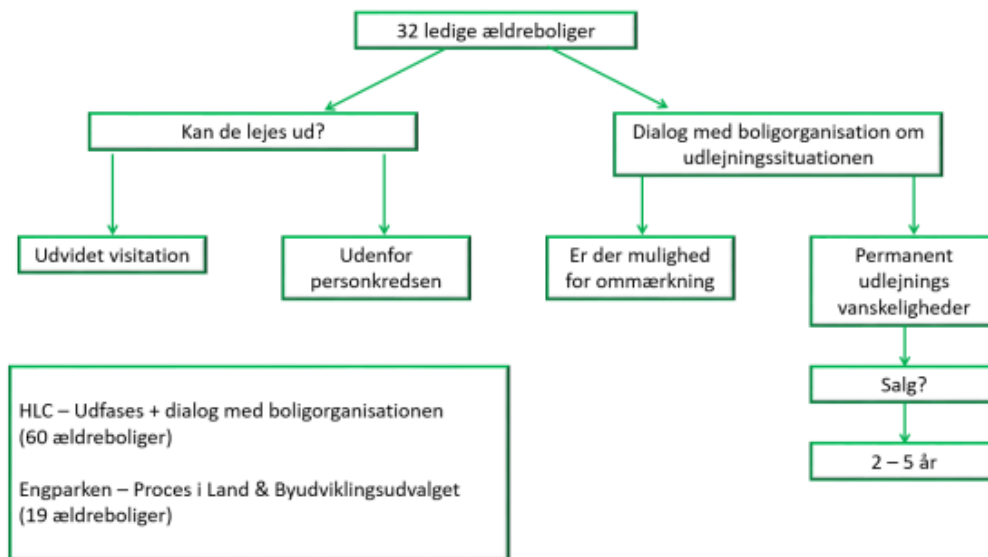 32 ledige ældreboliger
Kan de lejes ud?
Dialog med boligorganisation om
udlejningssituationen
Udvidet visitation
Udenfor
personkredsen
Er der mulighed
for ommærkning
Permanent
udlejnings
vanskeligheder
Salg?
2 – 5 år
HLC – Udfases + dialog med boligorganisationen
(60 ældreboliger)
Engparken – Proces i Land & Byudviklingsudvalget
(19 ældreboliger)